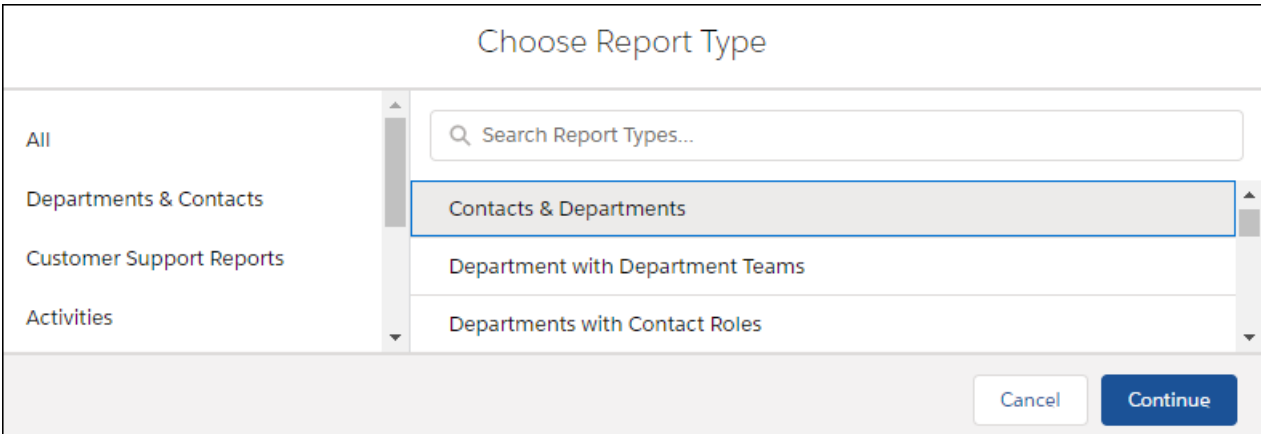 Choose Report Type
All
Departments & Contacts
Customer Support Reports
Activities
Search Report Types...
Contacts & Departments
Department with Department Teams
Departments with Contact Roles
Cancel
Continue